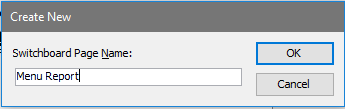 Create New
Switchboard Page Name:
OK
Menu Report
Cancel